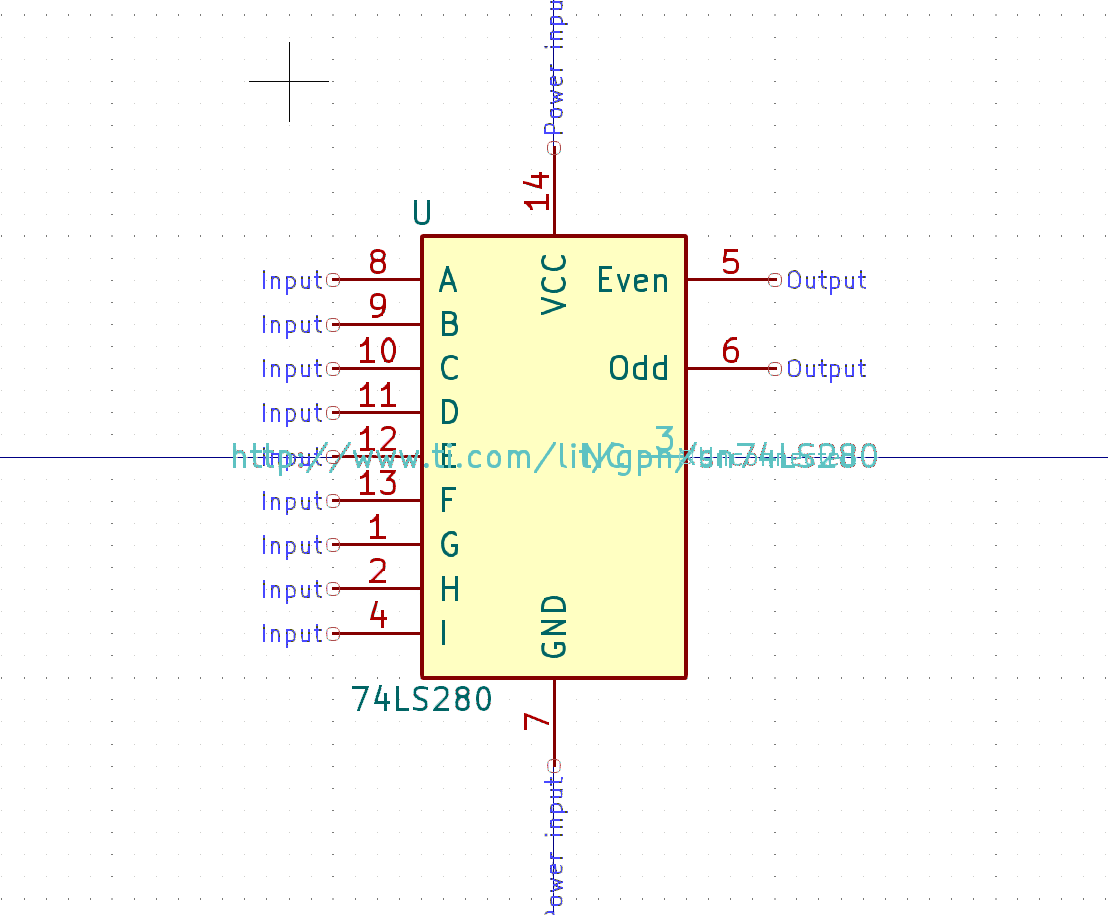 Power input
14
U
8
VCC
5
Input
A
Even
Output
9
Input
B
10
6
Input
C
Odd
Output
11
Input
D
12
3
Input
E
NC
http://www.ti.com/lit/gpn/sn74LS280
13
Input
F
1
Input
G
2
Input
H
4
GND
Input
I
74LS280
7
Power input